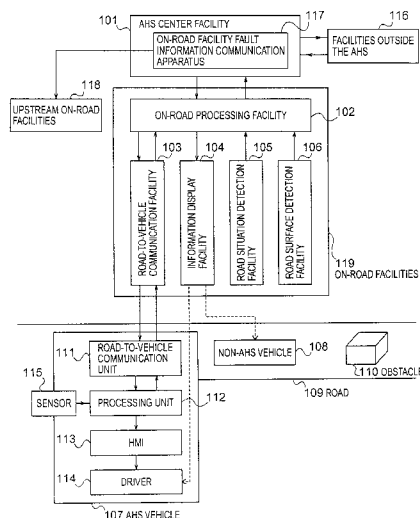 101
AHS CENTER FACILITY
117
ON-ROAD FACILITY FAULT
INFORMATION COMMUNICATION
APPARATUS
116
FACILITIES OUTSIDE
THE AHS
118
UPSTREAM ON-ROAD
FACILITIES
ON-ROAD PROCESSING FACILITY
102
103
104
105
106
ROAD-TO-VEHICLE
COMMUNICATION FACILITY
INFORMATION DISPLAY
FACILITY
ROAD SITUATION DETECTION
FACILITY
ROAD SURFACE DETECTION
FACILITY
119
ON-ROAD FACILITIES
111
ROAD-TO-VEHICLE
COMMUNICATION
UNIT
NON-AHS VEHICLE
108
110 OBSTACLE
109 ROAD
115
SENSOR
PROCESSING UNIT
112
113
HMI
114
DRIVER
107 AHS VEHICLE